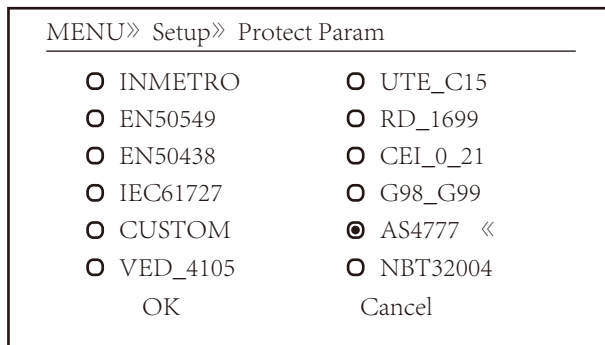 MENU» Setup» Protect Param
INMETRO UTE_C15
EN50549 RD_1699
EN50438 CEI_0_21
IEC61727 G98_G99
CUSTOM AS4777 «
VED_4105 NBT32004
OK Cancel